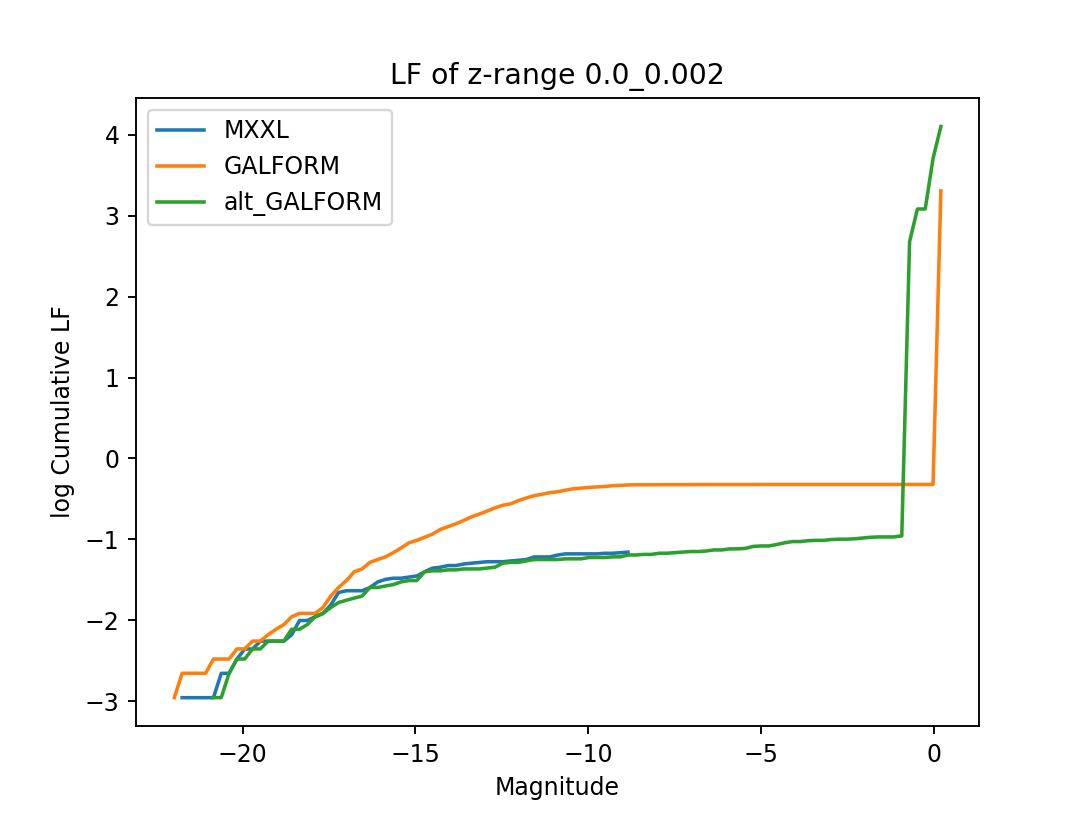 LF of z-range 0.0_0.002
MXXL
GALFORM
alt_GALFORM
4
3
2
1
0
−1
−2
−3
log Cumulative LF
−20
−15
−10
−5
0
Magnitude